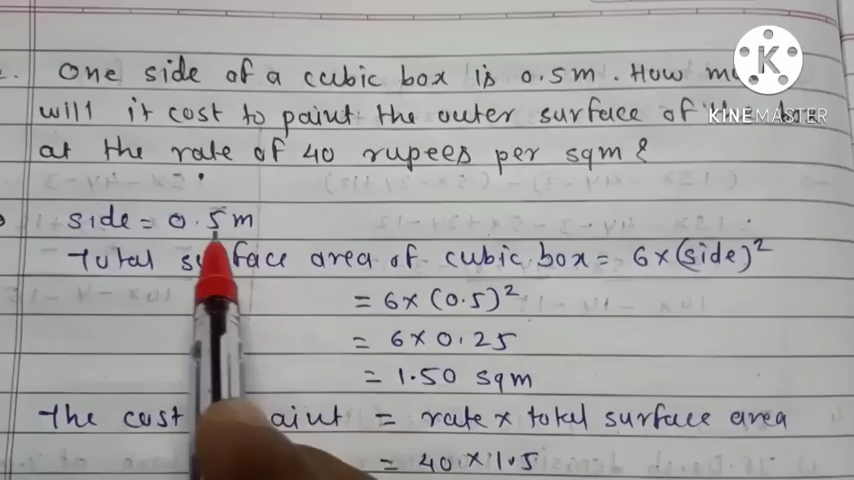 One side of a cubic box is 0.5m. How
will it cost to paint the outer surface of the
at the rate of 40 rupees per sqm?
side = 0.5m
Total surface area of cubic box = 6×(side)²
= 6×(0.5)²
= 6×0.25
= 1.50 sqm
The cost = rate × total surface area
= 40×1.5
K
KINEMASTER